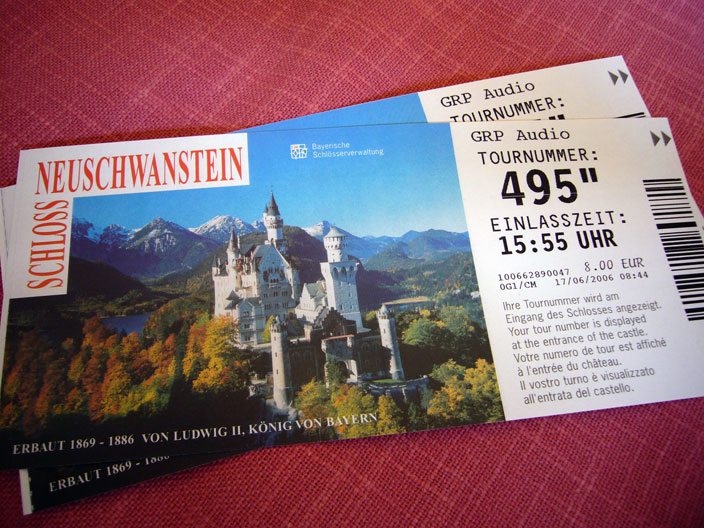 GRP Audio
TOURNUMMER:
SCHLOSS
NEUSCHWANSTEIN
Bayerische
Schlösserverwaltung
GRP Audio
TOURNUMMER:
495"
EINLASSZEIT:
15:55 UHR
100662890047 8.00 EUR
OGI/CM 17/06/2006 08:44
Ihre Tournummer wird am
Eingang des Schlosses angezeigt.
Your tour number is displayed
at the entrance of the castle.
Votre numero de tour est affiché
à l'entrée du château.
Il vostro turno è visualizzato
all'entrata del castello.
ERBAUT 1869 - 1886 VON LUDWIG II, KÖNIG VON BAYERN
ERBAUT 1869 - 1886